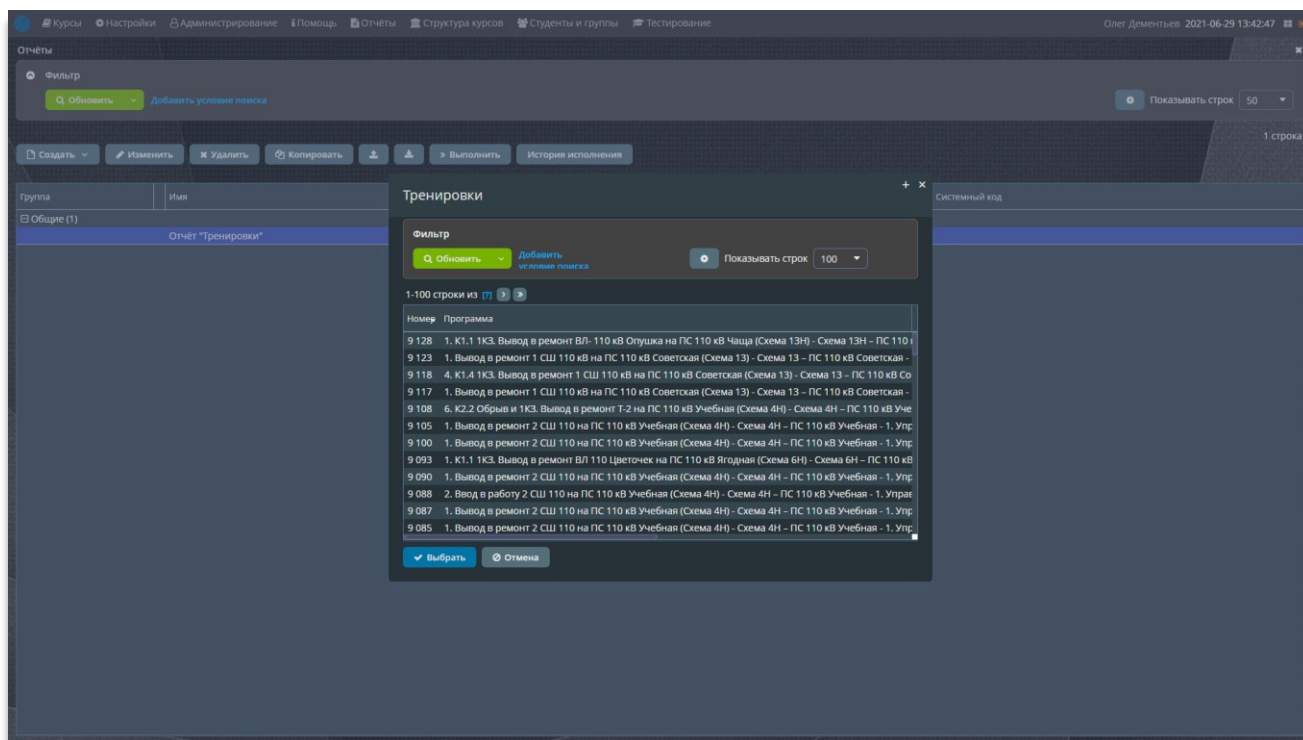 Курсы Настройки Администрирование Помощь Отчёты Структура курсов Студенты и группы Тестирование Олег Дементьев 2021-06-29 13:42:47
Отчёты
Фильтр
Обновить Добавить условие поиска Показывать строк 50
1 строка
Создать Изменить Удалить Копировать Выполнить История исполнения
Группа Имя Системный код
Общие (1)
Отчёт "Тренировки"
Тренировки
Фильтр
Обновить Добавить условие поиска Показывать строк 100
1-100 строки из [?]
Номер Программа
9 128 1. К1.1 1КЗ. Вывод в ремонт ВЛ- 110 кВ Опушка на ПС 110 кВ Чаща (Схема 13Н) - Схема 13Н – ПС 110
9 123 1. Вывод в ремонт 1 СШ 110 кВ на ПС 110 кВ Советская (Схема 13) - Схема 13 – ПС 110 кВ Советская -
9 118 4. К1.4 1КЗ. Вывод в ремонт 1 СШ 110 кВ на ПС 110 кВ Советская (Схема 13) - Схема 13 – ПС 110 кВ Со
9 117 1. Вывод в ремонт 1 СШ 110 кВ на ПС 110 кВ Советская (Схема 13) - Схема 13 – ПС 110 кВ Советская -
9 108 6. К2.2 Обрыв и 1КЗ. Вывод в ремонт Т-2 на ПС 110 кВ Учебная (Схема 4Н) - Схема 4Н – ПС 110 кВ Уче
9 105 1. Вывод в ремонт 2 СШ 110 на ПС 110 кВ Учебная (Схема 4Н) - Схема 4Н – ПС 110 кВ Учебная - 1. Упр
9 100 1. Вывод в ремонт 2 СШ 110 на ПС 110 кВ Учебная (Схема 4Н) - Схема 4Н – ПС 110 кВ Учебная - 1. Упр
9 093 1. К1.1 1КЗ. Вывод в ремонт ВЛ 110 Цветочек на ПС 110 кВ Ягодная (Схема 6Н) - Схема 6Н – ПС 110 кВ
9 090 1. Вывод в ремонт 2 СШ 110 на ПС 110 кВ Учебная (Схема 4Н) - Схема 4Н – ПС 110 кВ Учебная - 1. Упр
9 088 2. Ввод в работу 2 СШ 110 на ПС 110 кВ Учебная (Схема 4Н) - Схема 4Н – ПС 110 кВ Учебная - 1. Управ
9 087 1. Вывод в ремонт 2 СШ 110 на ПС 110 кВ Учебная (Схема 4Н) - Схема 4Н – ПС 110 кВ Учебная - 1. Упр
9 085 1. Вывод в ремонт 2 СШ 110 на ПС 110 кВ Учебная (Схема 4Н) - Схема 4Н – ПС 110 кВ Учебная - 1. Упр
Выбрать Отмена